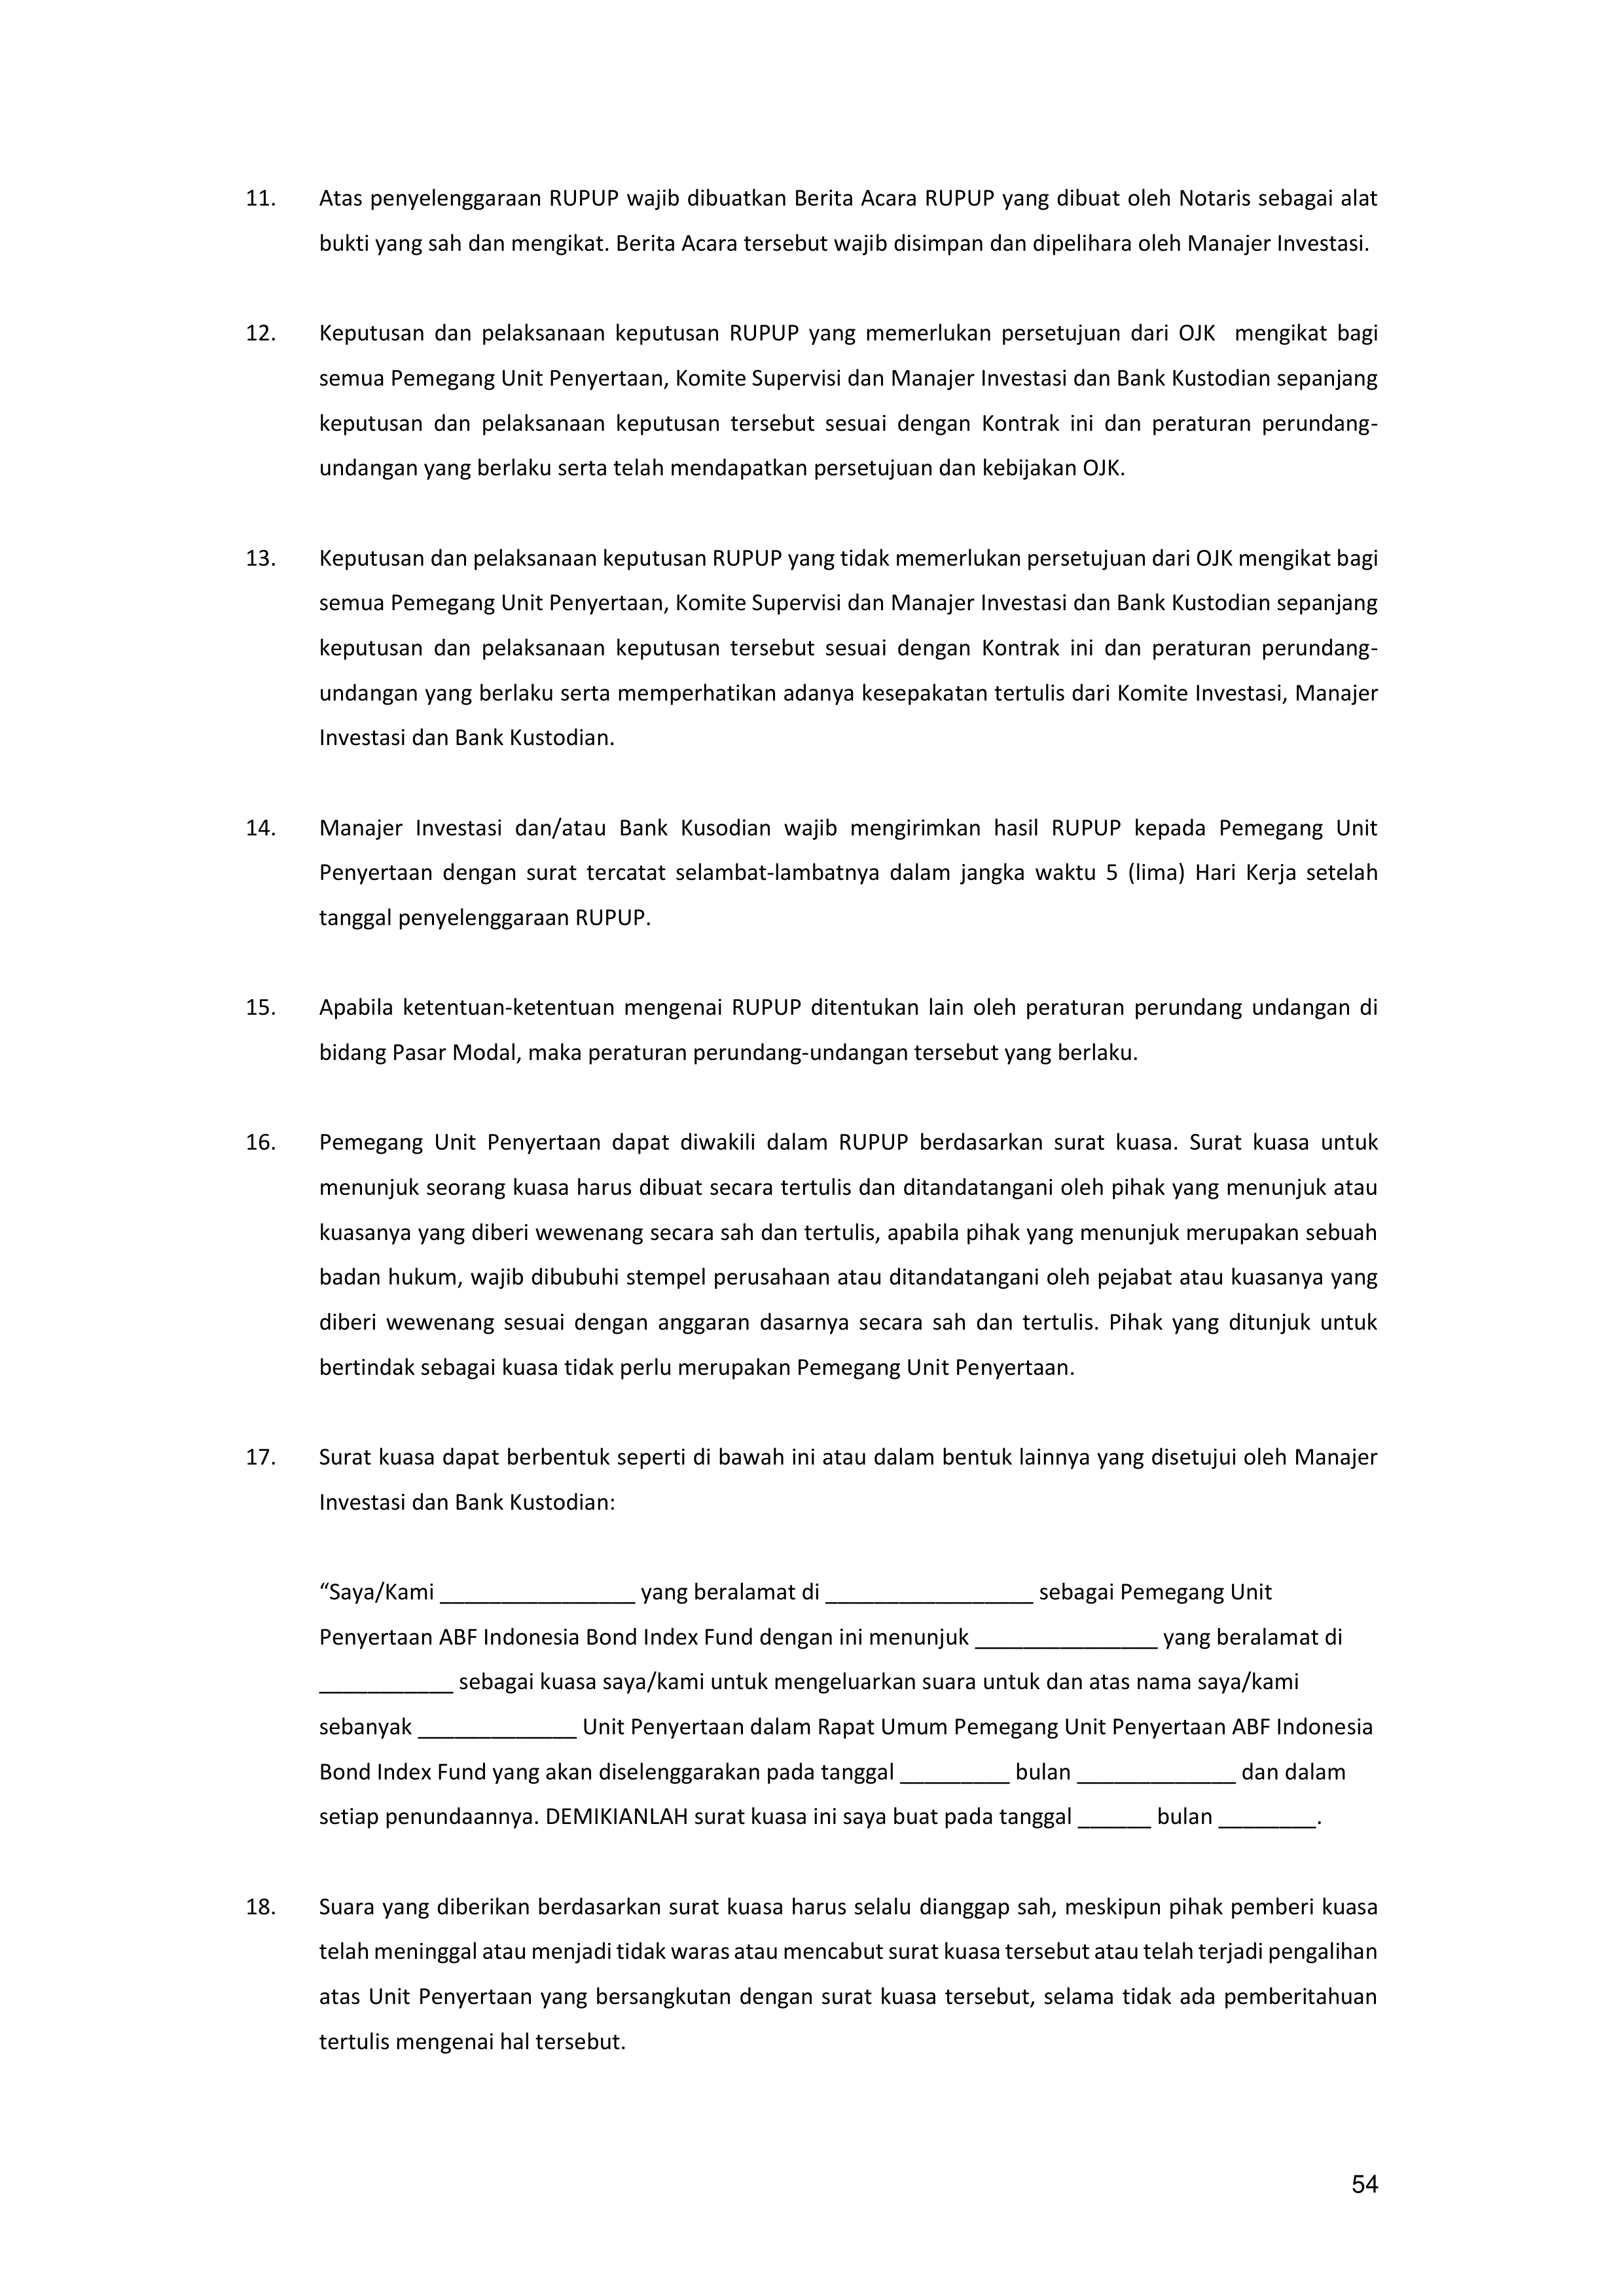 11. Atas penyelenggaraan RUPUP wajib dibuatkan Berita Acara RUPUP yang dibuat oleh Notaris sebagai alat
bukti yang sah dan mengikat. Berita Acara tersebut wajib disimpan dan dipelihara oleh Manajer Investasi.
12. Keputusan dan pelaksanaan keputusan RUPUP yang memerlukan persetujuan dari OJK  mengikat bagi
semua Pemegang Unit Penyertaan, Komite Supervisi dan Manajer Investasi dan Bank Kustodian sepanjang
keputusan dan pelaksanaan keputusan tersebut sesuai dengan Kontrak ini dan peraturan perundang-
undangan yang berlaku serta telah mendapatkan persetujuan dan kebijakan OJK.
13. Keputusan dan pelaksanaan keputusan RUPUP yang tidak memerlukan persetujuan dari OJK mengikat bagi
semua Pemegang Unit Penyertaan, Komite Supervisi dan Manajer Investasi dan Bank Kustodian sepanjang
keputusan dan pelaksanaan keputusan tersebut sesuai dengan Kontrak ini dan peraturan perundang-
undangan yang berlaku serta memperhatikan adanya kesepakatan tertulis dari Komite Investasi, Manajer
Investasi dan Bank Kustodian.
14. Manajer Investasi dan/atau Bank Kusodian wajib mengirimkan hasil RUPUP kepada Pemegang Unit
Penyertaan dengan surat tercatat selambat-lambatnya dalam jangka waktu 5 (lima) Hari Kerja setelah
tanggal penyelenggaraan RUPUP.
15. Apabila ketentuan-ketentuan mengenai RUPUP ditentukan lain oleh peraturan perundang undangan di
bidang Pasar Modal, maka peraturan perundang-undangan tersebut yang berlaku.
16. Pemegang Unit Penyertaan dapat diwakili dalam RUPUP berdasarkan surat kuasa. Surat kuasa untuk
menunjuk seorang kuasa harus dibuat secara tertulis dan ditandatangani oleh pihak yang menunjuk atau
kuasanya yang diberi wewenang secara sah dan tertulis, apabila pihak yang menunjuk merupakan sebuah
badan hukum, wajib dibubuhi stempel perusahaan atau ditandatangani oleh pejabat atau kuasanya yang
diberi wewenang sesuai dengan anggaran dasarnya secara sah dan tertulis. Pihak yang ditunjuk untuk
bertindak sebagai kuasa tidak perlu merupakan Pemegang Unit Penyertaan.
17. Surat kuasa dapat berbentuk seperti di bawah ini atau dalam bentuk lainnya yang disetujui oleh Manajer
Investasi dan Bank Kustodian:
“Saya/Kami ________________ yang beralamat di _________________ sebagai Pemegang Unit
Penyertaan ABF Indonesia Bond Index Fund dengan ini menunjuk _______________ yang beralamat di
___________ sebagai kuasa saya/kami untuk mengeluarkan suara untuk dan atas nama saya/kami
sebanyak _____________ Unit Penyertaan dalam Rapat Umum Pemegang Unit Penyertaan ABF Indonesia
Bond Index Fund yang akan diselenggarakan pada tanggal _________ bulan _____________ dan dalam
setiap penundaannya. DEMIKIANLAH surat kuasa ini saya buat pada tanggal ______ bulan ________.
18. Suara yang diberikan berdasarkan surat kuasa harus selalu dianggap sah, meskipun pihak pemberi kuasa
telah meninggal atau menjadi tidak waras atau mencabut surat kuasa tersebut atau telah terjadi pengalihan
atas Unit Penyertaan yang bersangkutan dengan surat kuasa tersebut, selama tidak ada pemberitahuan
tertulis mengenai hal tersebut.
54